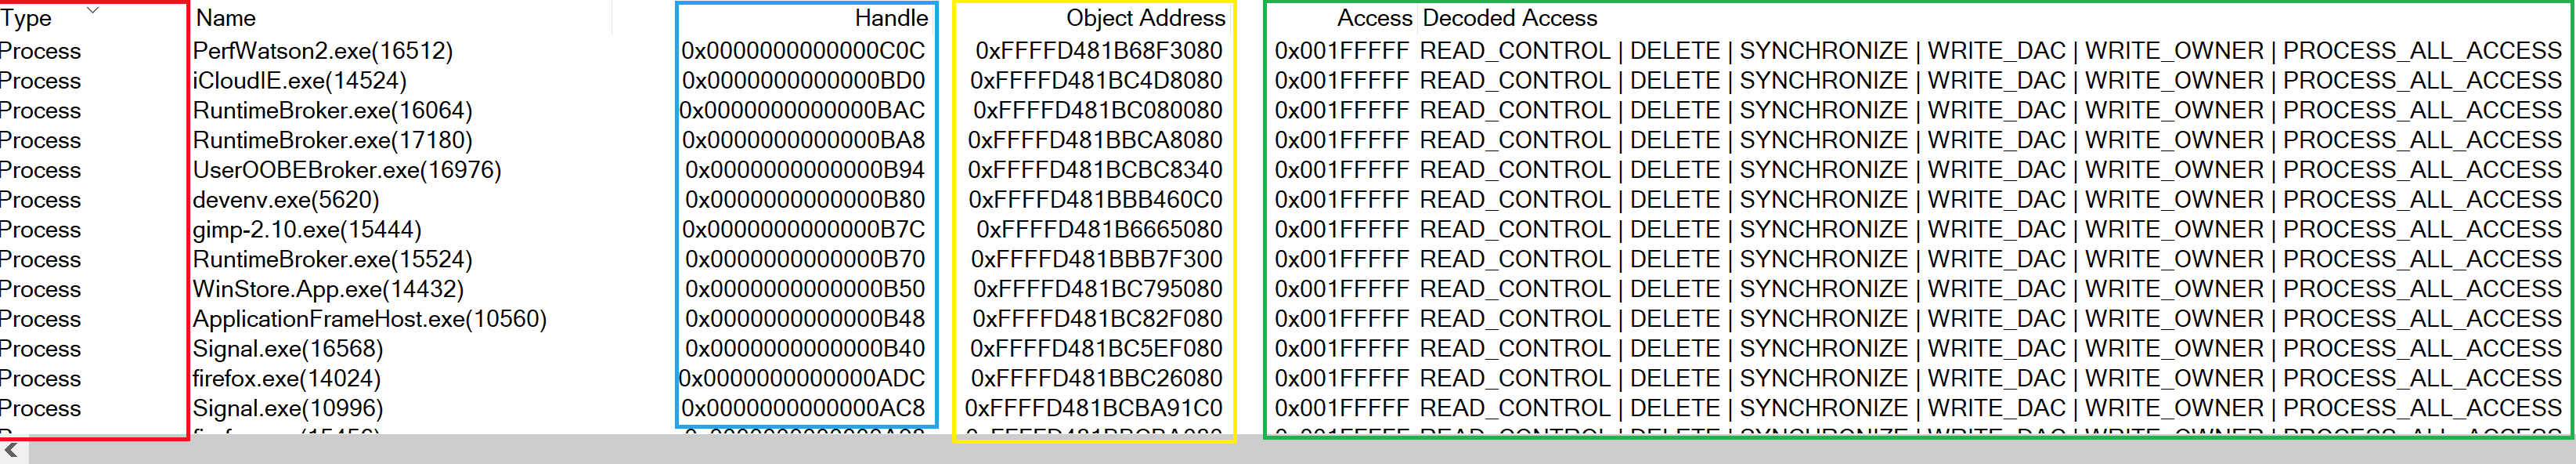 Type Name Handle Object Address Access Decoded Access
Process PerfWatson2.exe(16512) 0x0000000000000C0C 0xFFFFD481B68F3080 0x001FFFFF READ_CONTROL | DELETE | SYNCHRONIZE | WRITE_DAC | WRITE_OWNER | PROCESS_ALL_ACCESS
Process iCloudIE.exe(14524) 0x0000000000000BD0 0xFFFFD481BC4D8080 0x001FFFFF READ_CONTROL | DELETE | SYNCHRONIZE | WRITE_DAC | WRITE_OWNER | PROCESS_ALL_ACCESS
Process RuntimeBroker.exe(16064) 0x0000000000000BAC 0xFFFFD481BC080080 0x001FFFFF READ_CONTROL | DELETE | SYNCHRONIZE | WRITE_DAC | WRITE_OWNER | PROCESS_ALL_ACCESS
Process RuntimeBroker.exe(17180) 0x0000000000000BA8 0xFFFFD481BBCA8080 0x001FFFFF READ_CONTROL | DELETE | SYNCHRONIZE | WRITE_DAC | WRITE_OWNER | PROCESS_ALL_ACCESS
Process UserOOBEBroker.exe(16976) 0x0000000000000B94 0xFFFFD481BCBC8340 0x001FFFFF READ_CONTROL | DELETE | SYNCHRONIZE | WRITE_DAC | WRITE_OWNER | PROCESS_ALL_ACCESS
Process devenv.exe(5620) 0x0000000000000B80 0xFFFFD481BBB460C0 0x001FFFFF READ_CONTROL | DELETE | SYNCHRONIZE | WRITE_DAC | WRITE_OWNER | PROCESS_ALL_ACCESS
Process gimp-2.10.exe(15444) 0x0000000000000B7C 0xFFFFD481B6665080 0x001FFFFF READ_CONTROL | DELETE | SYNCHRONIZE | WRITE_DAC | WRITE_OWNER | PROCESS_ALL_ACCESS
Process RuntimeBroker.exe(15524) 0x0000000000000B70 0xFFFFD481BBB7F300 0x001FFFFF READ_CONTROL | DELETE | SYNCHRONIZE | WRITE_DAC | WRITE_OWNER | PROCESS_ALL_ACCESS
Process WinStore.App.exe(14432) 0x0000000000000B50 0xFFFFD481BC795080 0x001FFFFF READ_CONTROL | DELETE | SYNCHRONIZE | WRITE_DAC | WRITE_OWNER | PROCESS_ALL_ACCESS
Process ApplicationFrameHost.exe(10560) 0x0000000000000B48 0xFFFFD481BC82F080 0x001FFFFF READ_CONTROL | DELETE | SYNCHRONIZE | WRITE_DAC | WRITE_OWNER | PROCESS_ALL_ACCESS
Process Signal.exe(16568) 0x0000000000000B40 0xFFFFD481BC5EF080 0x001FFFFF READ_CONTROL | DELETE | SYNCHRONIZE | WRITE_DAC | WRITE_OWNER | PROCESS_ALL_ACCESS
Process firefox.exe(14024) 0x0000000000000ADC 0xFFFFD481BBC26080 0x001FFFFF READ_CONTROL | DELETE | SYNCHRONIZE | WRITE_DAC | WRITE_OWNER | PROCESS_ALL_ACCESS
Process Signal.exe(10996) 0x0000000000000AC8 0xFFFFD481BCBA91C0 0x001FFFFF READ_CONTROL | DELETE | SYNCHRONIZE | WRITE_DAC | WRITE_OWNER | PROCESS_ALL_ACCESS